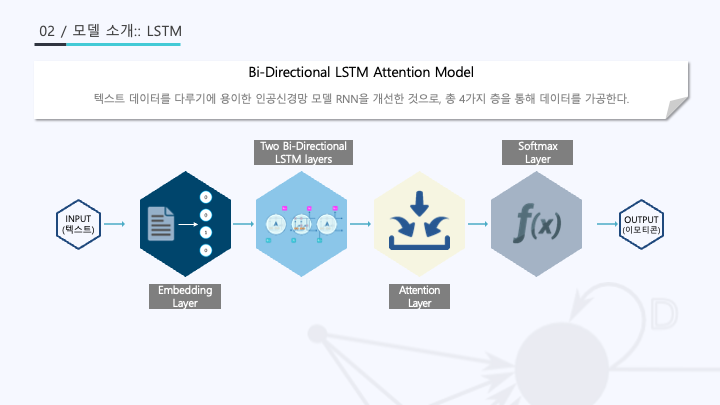 02 / 모델 소개:: LSTM
Bi-Directional LSTM Attention Model
텍스트 데이터를 다루기에 용이한 인공신경망 모델 RNN을 개선한 것으로, 총 4가지 층을 통해 데이터를 가공한다.
Two Bi-Directional
LSTM layers
Softmax
Layer
INPUT
(텍스트)
0
0
1
0
A
A
f(x)
OUTPUT
(이모티콘)
Embedding
Layer
Attention
Layer
D